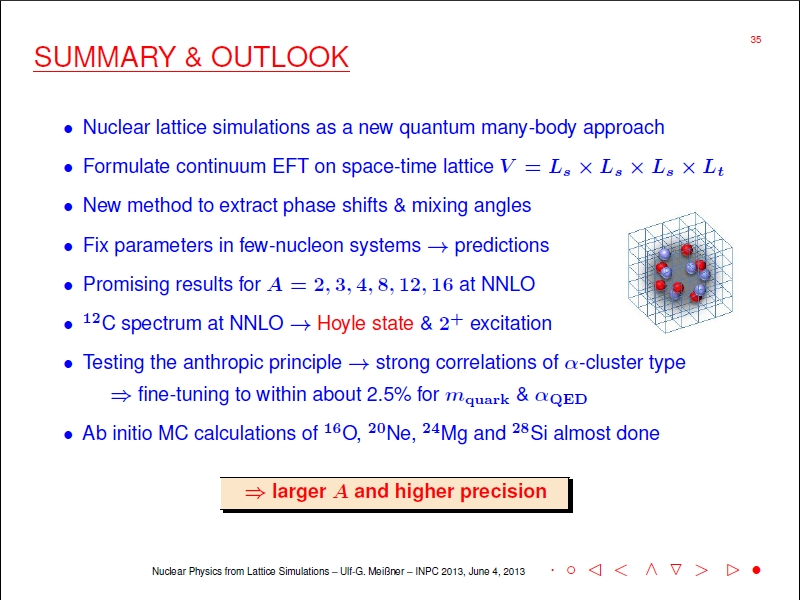 35
SUMMARY & OUTLOOK
• Nuclear lattice simulations as a new quantum many-body approach
• Formulate continuum EFT on space-time lattice V = Lₛ × Lₛ × Lₛ × Lₜ
• New method to extract phase shifts & mixing angles
• Fix parameters in few-nucleon systems → predictions
• Promising results for A = 2, 3, 4, 8, 12, 16 at NNLO
• ¹²C spectrum at NNLO → Hoyle state & 2⁺ excitation
• Testing the anthropic principle → strong correlations of α-cluster type
⇒ fine-tuning to within about 2.5% for m_quark & α_QED
• Ab initio MC calculations of ¹⁶O, ²⁰Ne, ²⁴Mg and ²⁸Si almost done
⇒ larger A and higher precision
Nuclear Physics from Lattice Simulations – Ulf-G. Meißner – INPC 2013, June 4, 2013